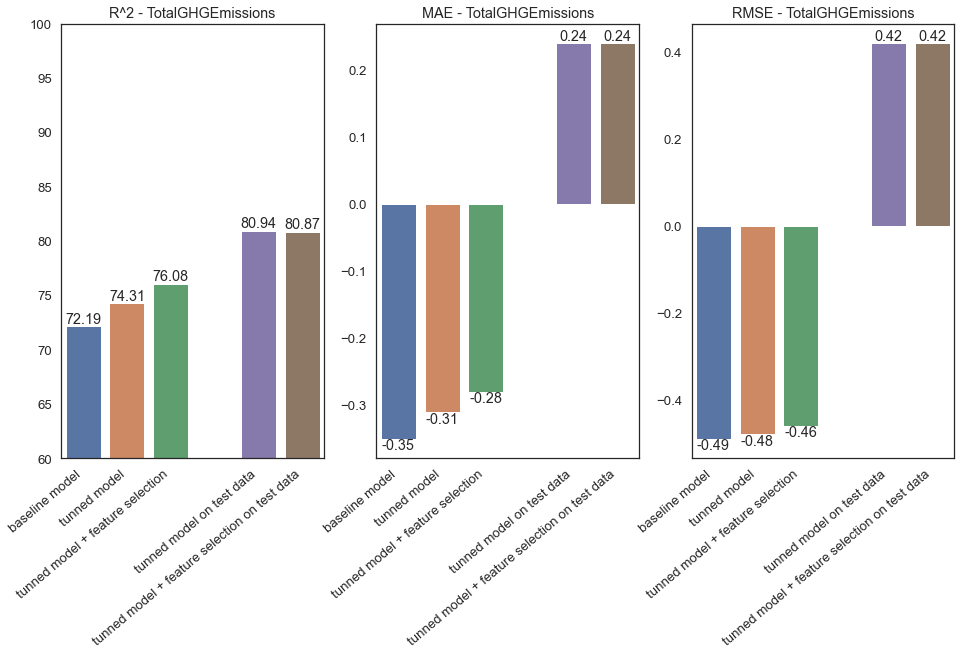 R^2 - TotalGHGEmissions
100
95
90
85
80
75
70
65
60
72.19
74.31
76.08
80.94
80.87
baseline model
tunned model
tunned model + feature selection
tunned model on test data
tunned model + feature selection on test data
MAE - TotalGHGEmissions
0.2
0.1
0.0
−0.1
−0.2
−0.3
-0.35
-0.31
-0.28
0.24
0.24
baseline model
tunned model
tunned model + feature selection
tunned model on test data
tunned model + feature selection on test data
RMSE - TotalGHGEmissions
0.4
0.2
0.0
−0.2
−0.4
-0.49
-0.48
-0.46
0.42
0.42
baseline model
tunned model
tunned model + feature selection
tunned model on test data
tunned model + feature selection on test data